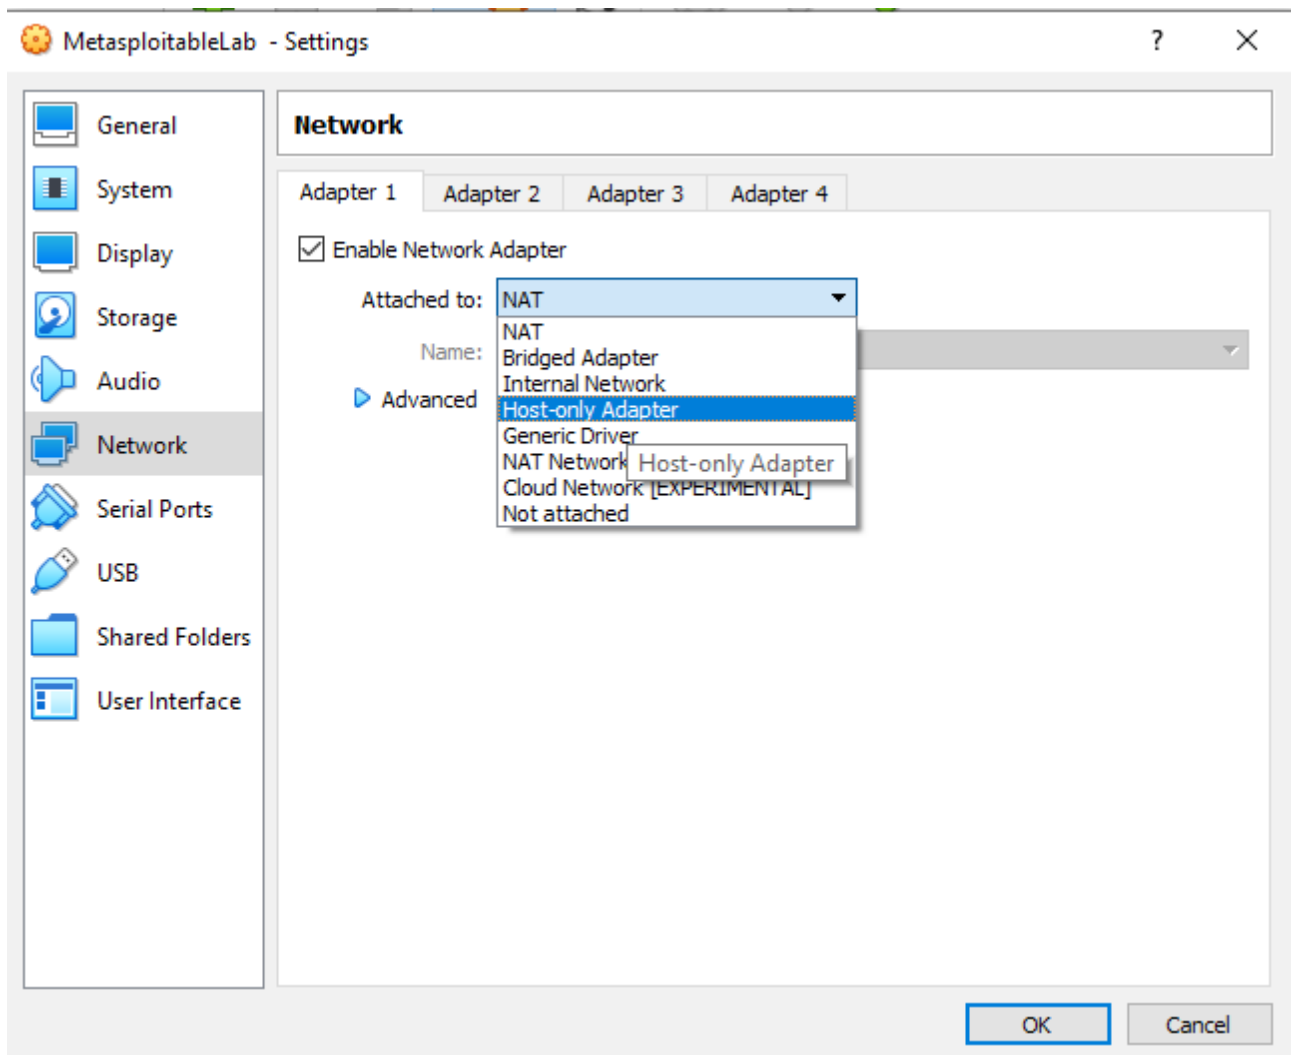 MetasploitableLab - Settings
?
General
System
Display
Storage
Audio
Network
Serial Ports
USB
Shared Folders
User Interface
Network
Adapter 1
Adapter 2
Adapter 3
Adapter 4
Enable Network Adapter
Attached to: NAT
NAT
Bridged Adapter
Internal Network
Host-only Adapter
Generic Driver
NAT Network
Host-only Adapter
Cloud Network [EXPERIMENTAL]
Not attached
Name:
Advanced
OK
Cancel